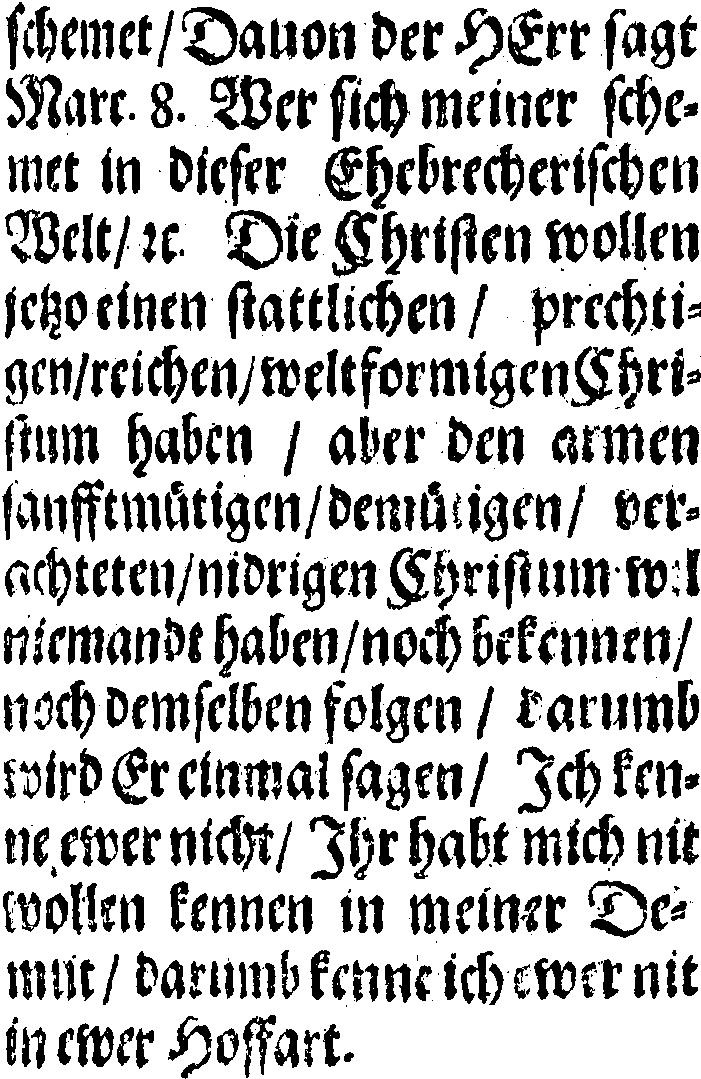 schemet/ Dauon der HErr sagt
Marc. 8. Wer sich meiner sche-
met in dieser Ehebrecherischen
Welt/ ꝛc. Die Christen wollen
jetzo einen stattlichen / prechti-
gen/reichen/weltformigen Chri-
stum haben / aber den armen
sanfftmütigen/demütigen/ ver-
achteten/nidrigen Christum wil
niemandt haben/noch bekennen/
noch demselben folgen / darumb
wird Er einmal sagen/ Ich ken-
ne ewer nicht/ Ihr habt mich nit
wöllen kennen in meiner De-
mut/ darumb kenne ich ewer nit
in ewer Hoffart.